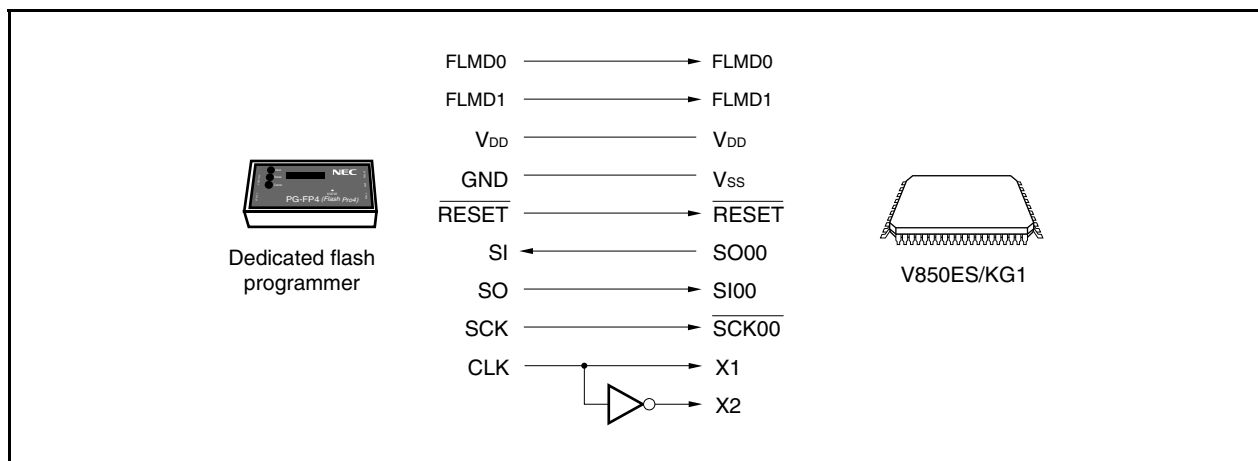 FLMD0 FLMD0
FLMD1 FLMD1
VDD VDD
GND VSS
RESET RESET
SI SO00
SO SI00
SCK SCK00
CLK X1
X2
NEC
PG-FP4 (Flash Pro4)
Dedicated flash
programmer
V850ES/KG1